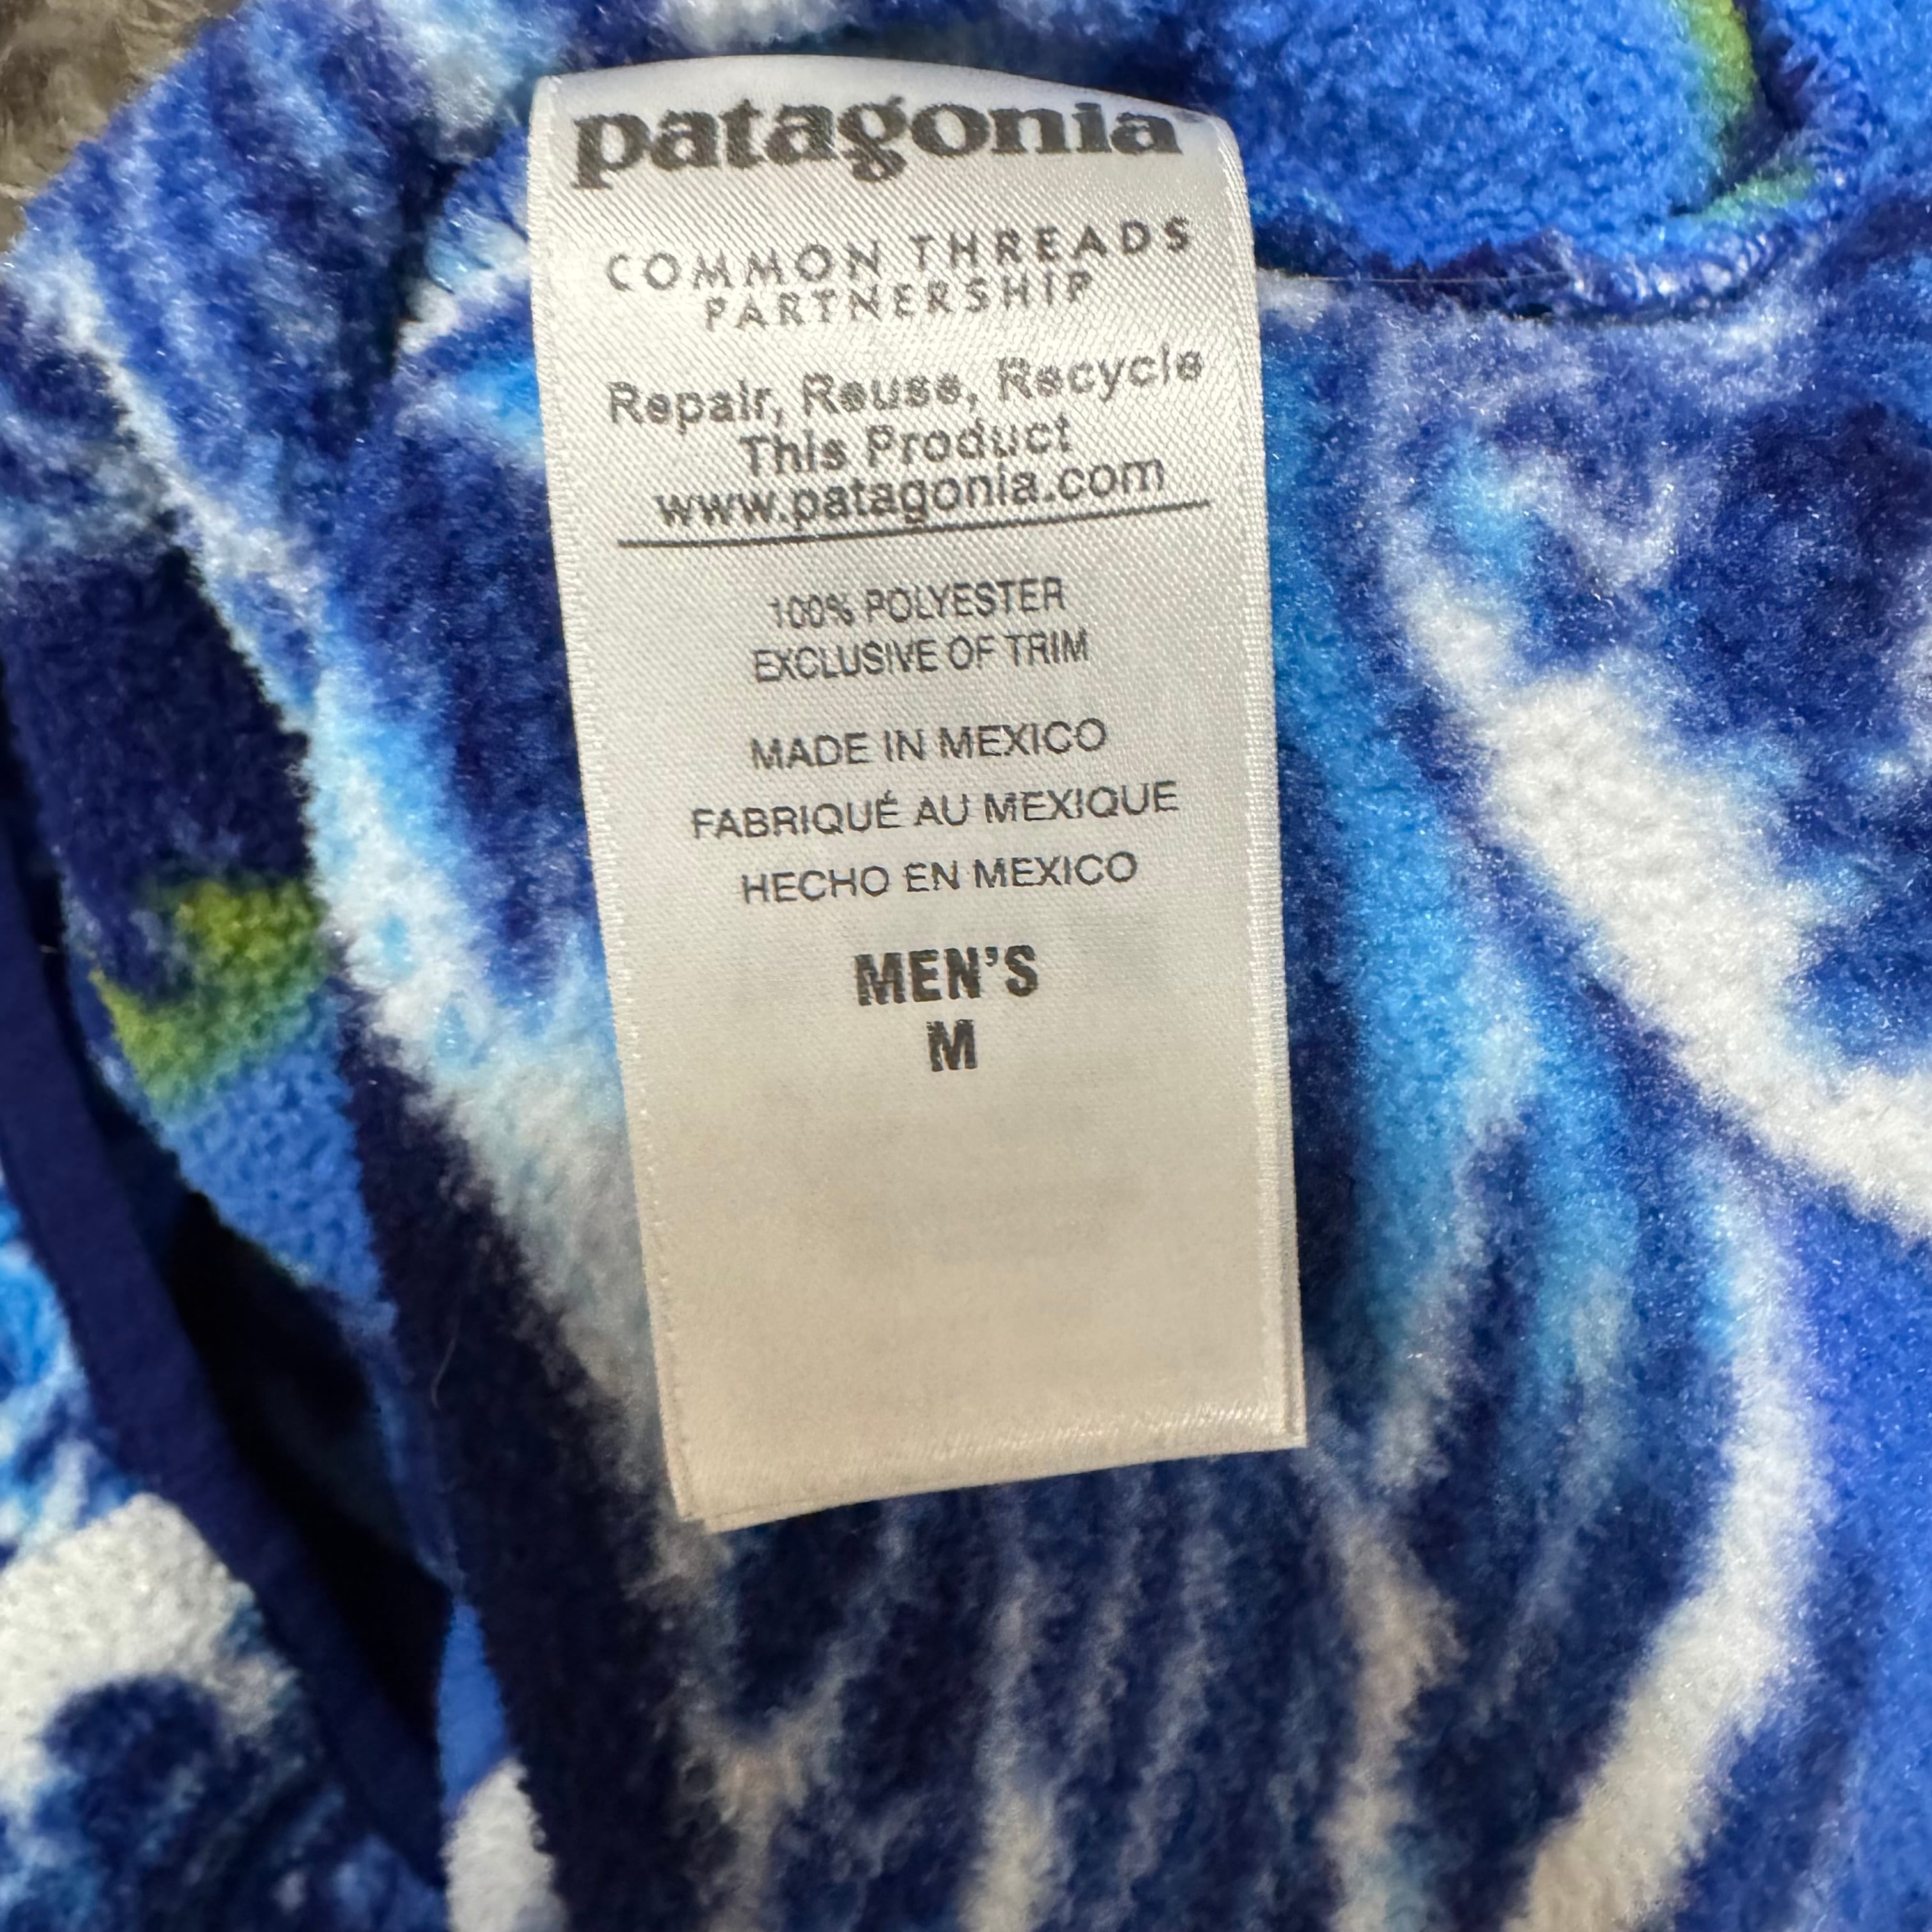 patagonia
COMMON THREADS
PARTNERSHIP
Repair, Reuse, Recycle
This Product
www.patagonia.com
100% POLYESTER
EXCLUSIVE OF TRIM
MADE IN MEXICO
FABRIQUÉ AU MEXIQUE
HECHO EN MEXICO
MEN'S
M